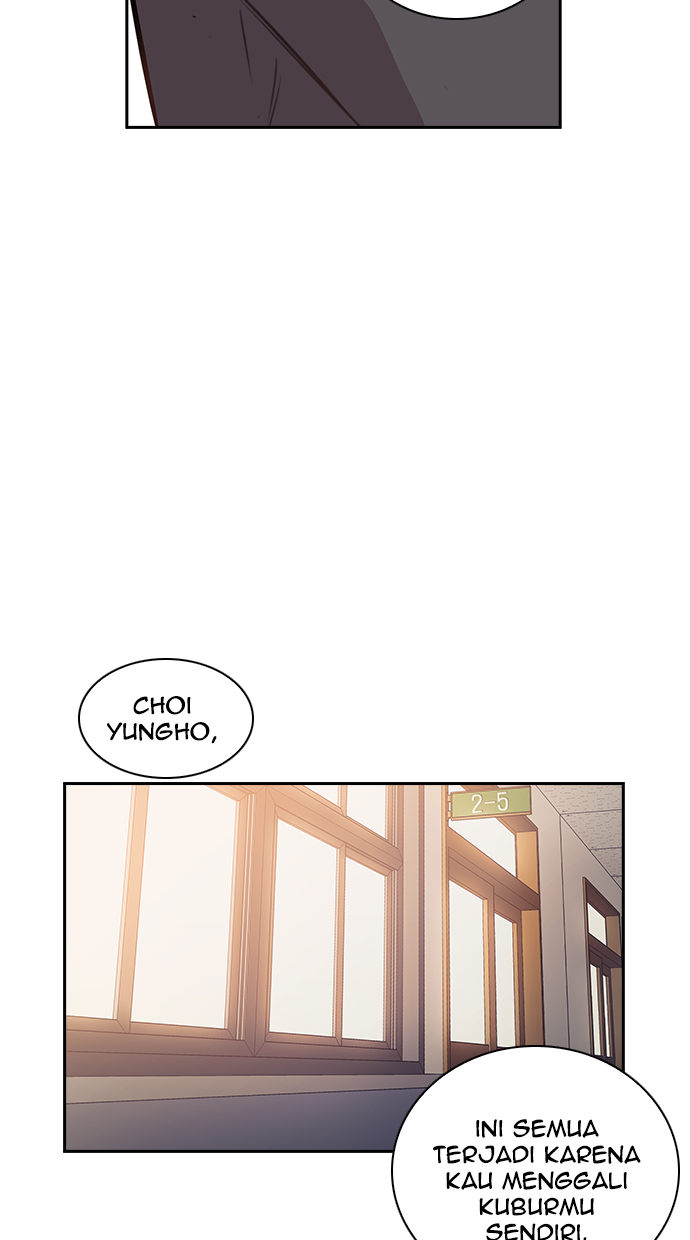 CHOI
YUNGHO,
2-5
INI SEMUA
TERJADI KARENA
KAU MENGGALI
KUBURMU
SENDIRI.